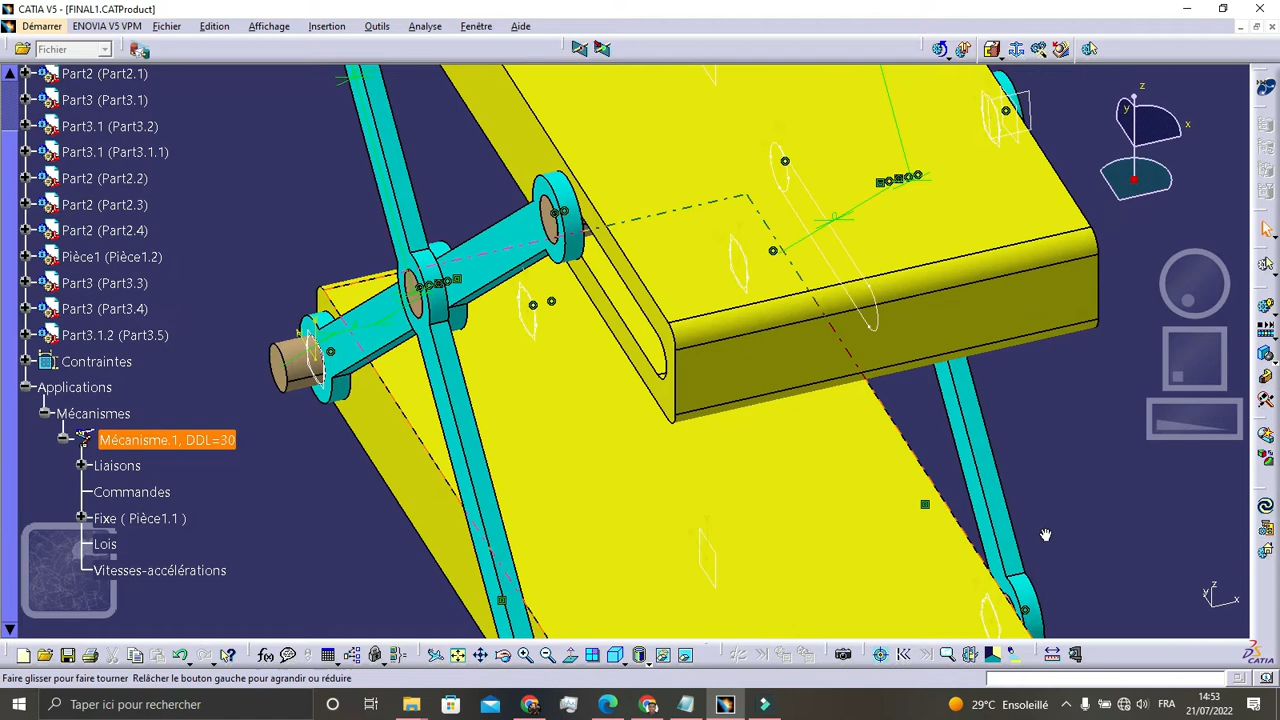 CATIA V5 - [FINAL1.CATProduct]
Démarrer ENOVIA V5 VPM Fichier Edition Affichage Insertion Outils Analyse Fenêtre Aide
Fichier
Part2 (Part2.1)
Part3 (Part3.1)
Part3.1 (Part3.2)
Part3.1 (Part3.1.1)
Part2 (Part2.2)
Part2 (Part2.3)
Part2 (Part2.4)
Pièce1 (Pièce1.2)
Part3 (Part3.3)
Part3 (Part3.4)
Part3.1.2 (Part3.5)
Contraintes
Applications
Mécanismes
Mécanisme.1, DDL=30
Liaisons
Commandes
Fixe ( Pièce1.1 )
Lois
Vitesses-accélérations
z
y
x
z
y
x
Faire glisser pour faire tourner Relâcher le bouton gauche pour agrandir ou réduire
CATIA
Taper ici pour rechercher
29°C Ensoleillé
FRA
14:53
21/07/2022